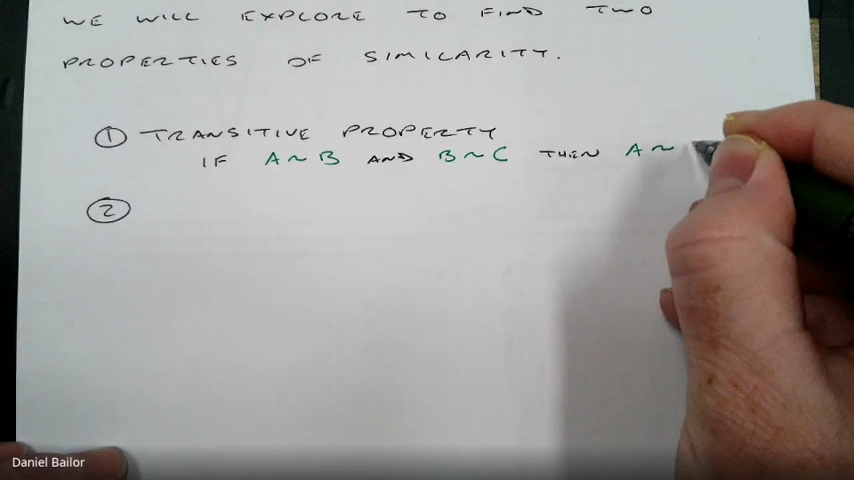 WE WILL EXPLORE TO FIND TWO
PROPERTIES OF SIMILARITY.
① TRANSITIVE PROPERTY
IF A ~ B AND B ~ C THEN A ~
②
Daniel Bailor